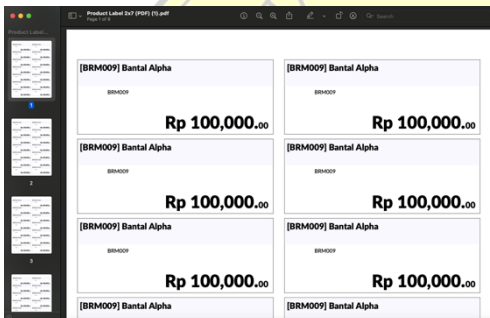 Product Label 2x7 (PDF) (1).pdf
Page 1 of 8
Search
Product Label...
[BRM009] Bantal Alpha
BRM009
Rp 100,000.00
[BRM009] Bantal Alpha
BRM009
Rp 100,000.00
[BRM009] Bantal Alpha
BRM009
Rp 100,000.00
[BRM009] Bantal Alpha
BRM009
Rp 100,000.00
[BRM009] Bantal Alpha
BRM009
Rp 100,000.00
[BRM009] Bantal Alpha
BRM009
Rp 100,000.00
[BRM009] Bantal Alpha
[BRM009] Bantal Alpha
1
2
3